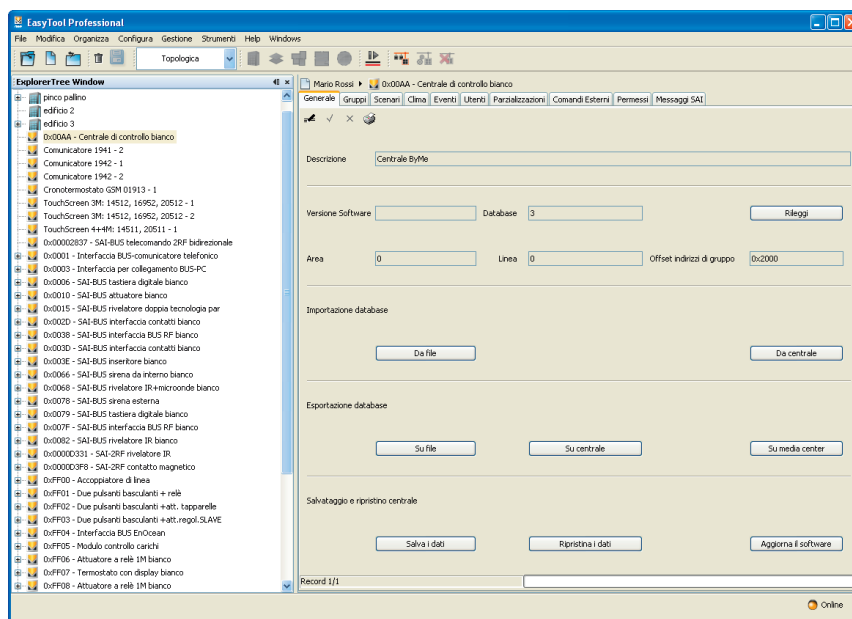 EasyTool Professional
File Modifica Organizza Configura Gestione Strumenti Help Windows
Topologica
ExplorerTree Window
pinco pallino
edificio 2
edificio 3
0x00AA - Centrale di controllo bianco
Comunicatore 1941 - 2
Comunicatore 1942 - 1
Comunicatore 1942 - 2
Cronotermostato GSM 01913 - 1
TouchScreen 3M: 14512, 16952, 20512 - 1
TouchScreen 3M: 14512, 16952, 20512 - 2
TouchScreen 4+4M: 14511, 20511 - 1
0x00002837 - SAI-BUS telecomando 2RF bidirezionale
0x0001 - Interfaccia BUS-comunicatore telefonico
0x0003 - Interfaccia per collegamento BUS-PC
0x0006 - SAI-BUS tastiera digitale bianco
0x0010 - SAI-BUS attuatore bianco
0x0015 - SAI-BUS rivelatore doppia tecnologia par
0x002D - SAI-BUS interfaccia contatti bianco
0x0038 - SAI-BUS interfaccia BUS RF bianco
0x003D - SAI-BUS interfaccia contatti bianco
0x003E - SAI-BUS inseritore bianco
0x0066 - SAI-BUS sirena da interno bianco
0x0068 - SAI-BUS rivelatore IR+microonde bianco
0x0078 - SAI-BUS sirena esterna
0x0079 - SAI-BUS tastiera digitale bianco
0x007F - SAI-BUS interfaccia BUS RF bianco
0x0082 - SAI-BUS rivelatore IR bianco
0x0000D331 - SAI-2RF rivelatore IR
0x0000D3F8 - SAI-2RF contatto magnetico
0xFF00 - Accoppiatore di linea
0xFF01 - Due pulsanti basculanti + relè
0xFF02 - Due pulsanti basculanti +att. tapparelle
0xFF03 - Due pulsanti basculanti +att.regol.SLAVE
0xFF04 - Interfaccia BUS EnOcean
0xFF05 - Modulo controllo carichi
0xFF06 - Attuatore a relè 1M bianco
0xFF07 - Termostato con display bianco
0xFF08 - Attuatore a relè 1M bianco
Mario Rossi 0x00AA - Centrale di controllo bianco
Generale Gruppi Scenari Clima Eventi Utenti Parzializzazioni Comandi Esterni Permessi Messaggi SAI
Descrizione Centrale ByMe
Versione Software Database 3 Rileggi
Area 0 Linea 0 Offset indirizzi di gruppo 0x2000
Importazione database
Da file Da centrale
Esportazione database
Su file Su centrale Su media center
Salvataggio e ripristino centrale
Salva i dati Ripristina i dati Aggiorna il software
Record 1/1
Online